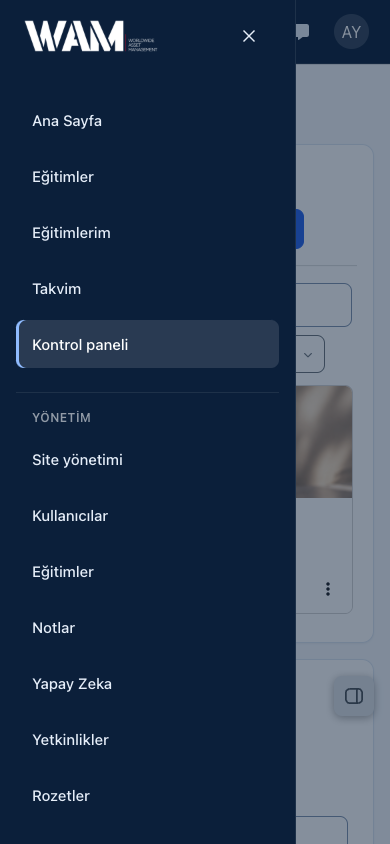 WAM
WORLDWIDE
ASSET
MANAGEMENT
AY
Ana Sayfa
Eğitimler
Eğitimlerim
Takvim
Kontrol paneli
YÖNETİM
Site yönetimi
Kullanıcılar
Eğitimler
Notlar
Yapay Zeka
Yetkinlikler
Rozetler